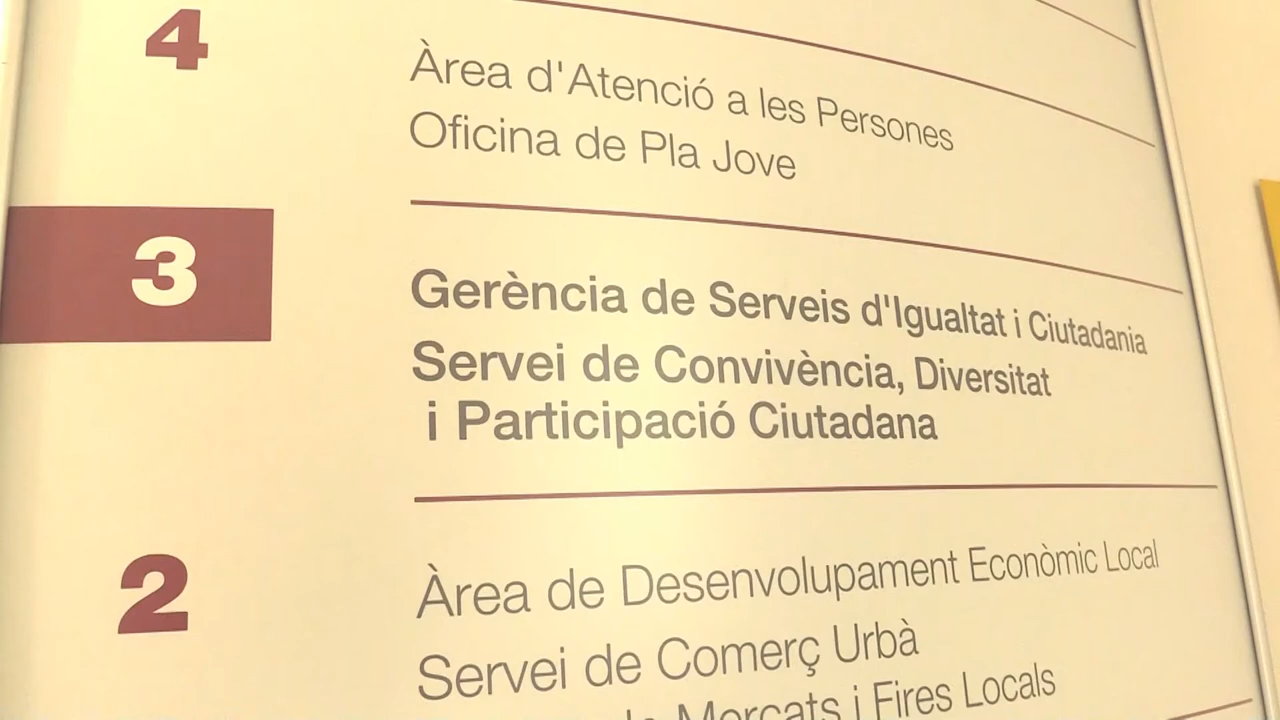 4
Àrea d'Atenció a les Persones
Oficina de Pla Jove
3
Gerència de Serveis d'Igualtat i Ciutadania
Servei de Convivència, Diversitat
i Participació Ciutadana
2
Àrea de Desenvolupament Econòmic Local
Servei de Comerç Urbà
Mercats i Fires Locals